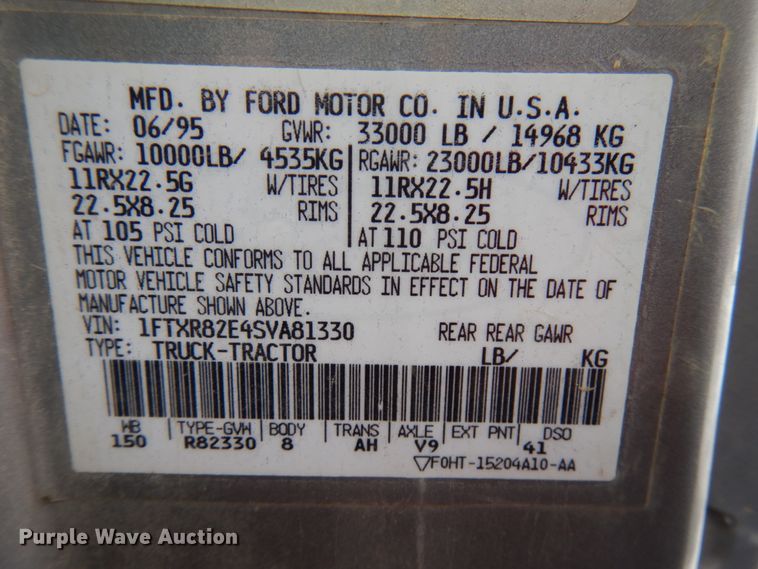 MFD. BY FORD MOTOR CO. IN U.S.A.
DATE: 06/95 GVWR: 33000 LB / 14968 KG
FGAWR: 10000LB/ 4535KG RGAWR: 23000LB/10433KG
11RX22.5G W/TIRES 11RX22.5H W/TIRES
22.5X8.25 RIMS 22.5X8.25 RIMS
AT 105 PSI COLD AT 110 PSI COLD
THIS VEHICLE CONFORMS TO ALL APPLICABLE FEDERAL
MOTOR VEHICLE SAFETY STANDARDS IN EFFECT ON THE DATE OF
MANUFACTURE SHOWN ABOVE.
VIN: 1FTXR82E4SVA81330 REAR REAR GAWR
TYPE: TRUCK-TRACTOR LB/ KG
WB TYPE-GVW BODY TRANS AXLE EXT PNT DSO
150 R82330 8 AH V9 41
▽F0HT-15204A10-AA
Purple Wave Auction